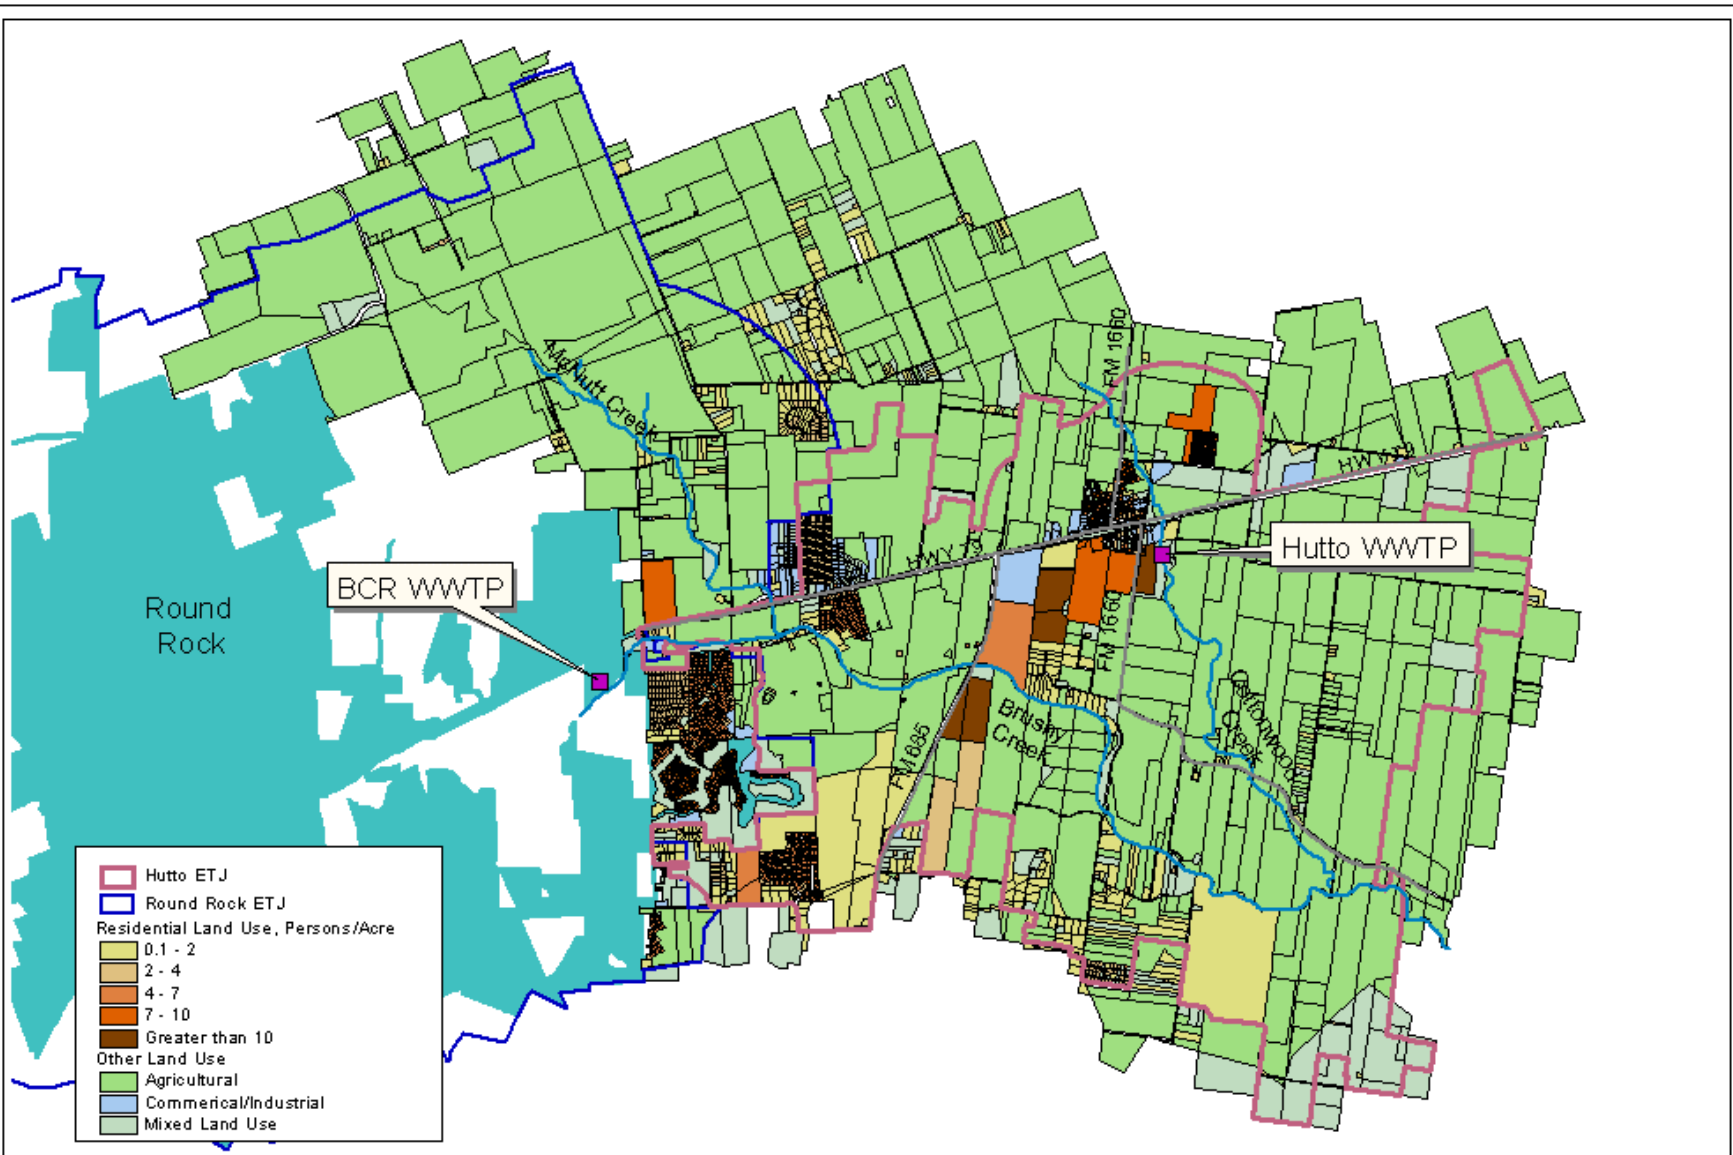 FM 1660
McNutt Creek
HWY 79
HWY 79
Hutto WWTP
BCR WWTP
Round
Rock
FM 1660
Cottonwood
Creek
Brushy
Creek
FM 685
Hutto ETJ
Round Rock ETJ
Residential Land Use, Persons/Acre
0.1 - 2
2 - 4
4 - 7
7 - 10
Greater than 10
Other Land Use
Agricultural
Commerical/Industrial
Mixed Land Use